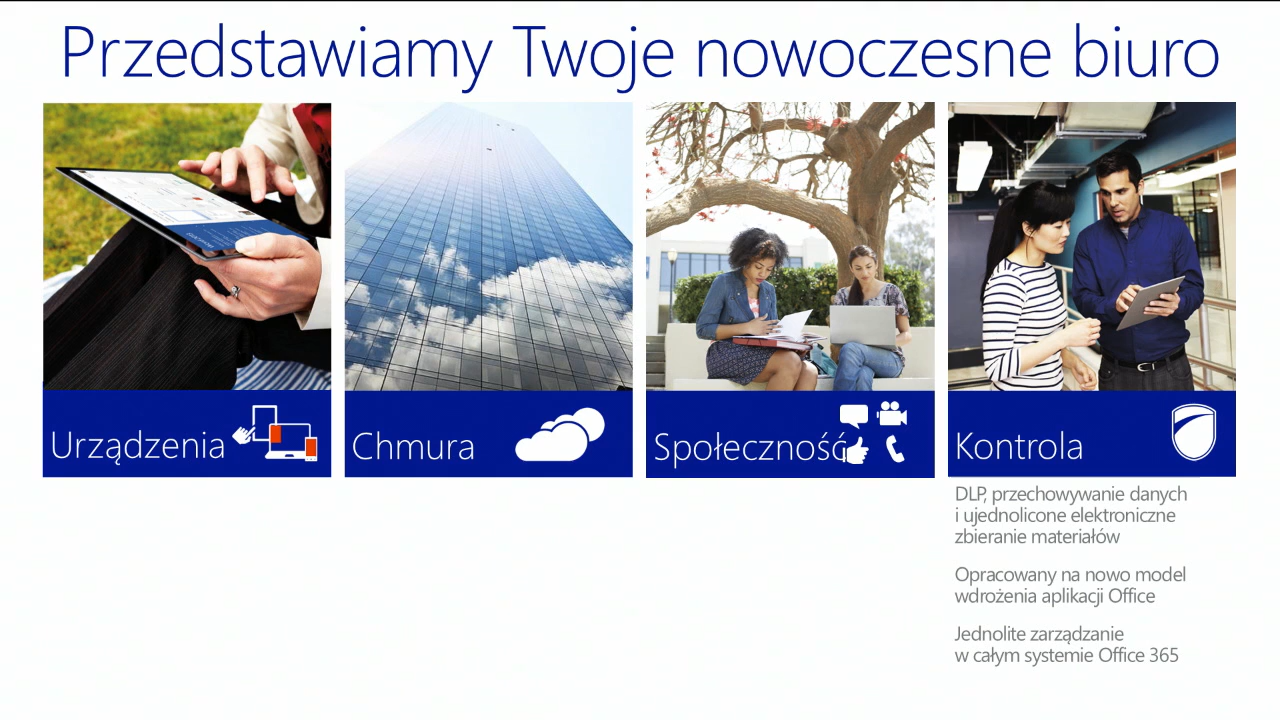 Przedstawiamy Twoje nowoczesne biuro
Urządzenia
Chmura
Społeczność
Kontrola
DLP, przechowywanie danych
i ujednolicone elektroniczne
zbieranie materiałów
Opracowany na nowo model
wdrożenia aplikacji Office
Jednolite zarządzanie
w całym systemie Office 365